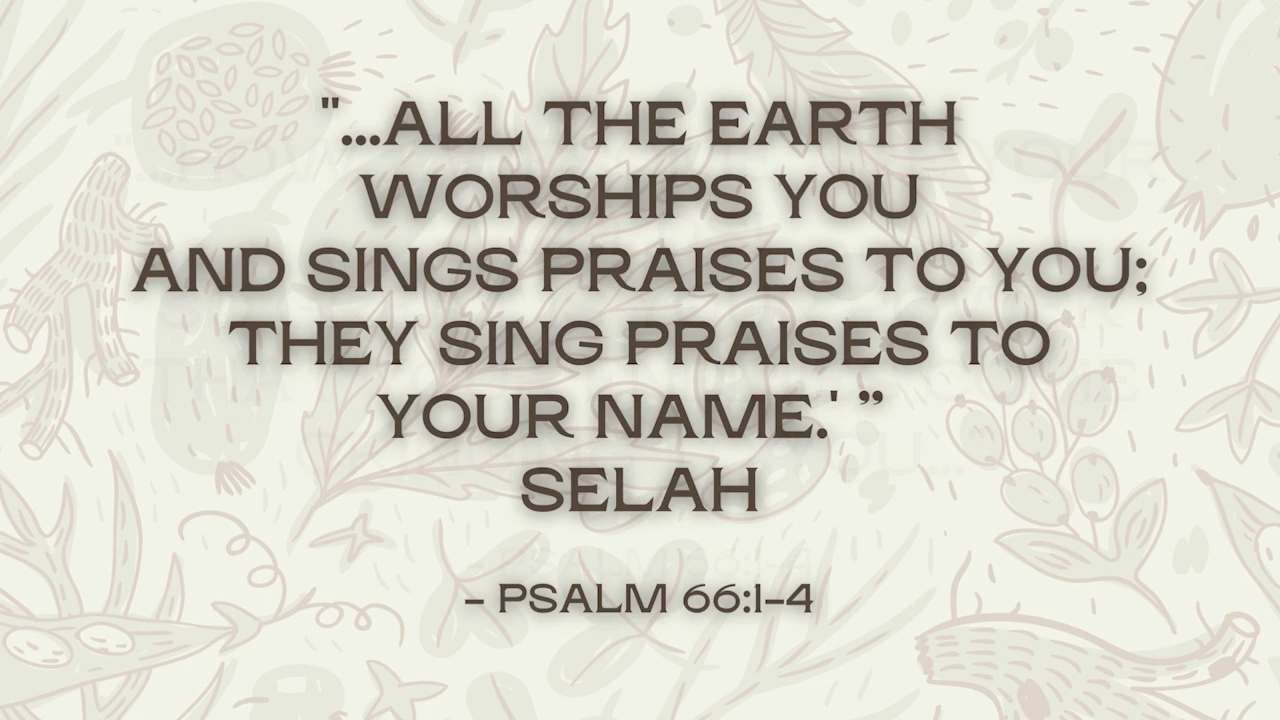 "...ALL THE EARTH
WORSHIPS YOU
AND SINGS PRAISES TO YOU;
THEY SING PRAISES TO
YOUR NAME.' ”
SELAH
- PSALM 66:1-4